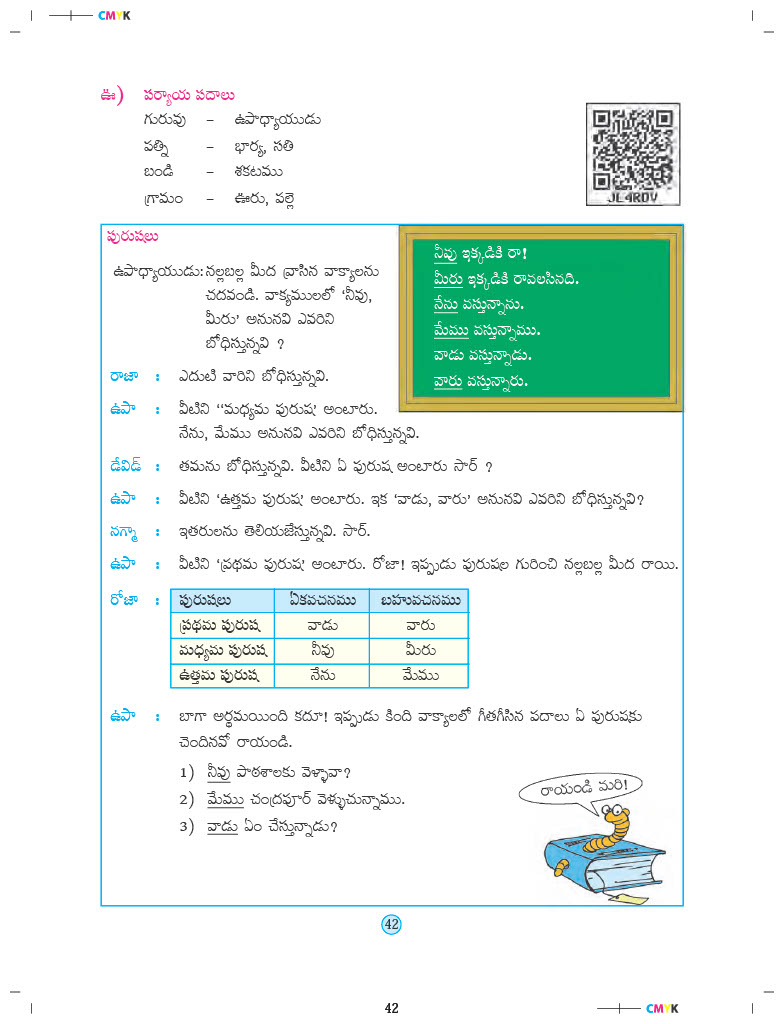 CMYK
ఊ) పర్యాయ పదాలు
గురువు – ఉపాధ్యాయుడు
పత్ని – భార్య, సతి
బండి – శకటము
గ్రామం – ఊరు, పల్లె
JL4RDV
పురుషలు
ఉపాధ్యాయుడు: నల్లబల్ల మీద వ్రాసిన వాక్యాలను
చదవండి. వాక్యములలో ‘నీవు,
మీరు’ అనునవి ఎవరిని
బోధిస్తున్నవి ?
నీవు ఇక్కడికి రా!
మీరు ఇక్కడికి రావలసినది.
నేను వస్తున్నాను.
మేము వస్తున్నాము.
వాడు వస్తున్నాడు.
వారు వస్తున్నారు.
రాజా : ఎదుటి వారిని బోధిస్తున్నవి.
ఉపా : వీటిని “మధ్యమ పురుష’ అంటారు.
నేను, మేము అనునవి ఎవరిని బోధిస్తున్నవి.
డేవిడ్ : తమను బోధిస్తున్నవి. వీటిని ఏ పురుష అంటారు సార్ ?
ఉపా : వీటిని ‘ఉత్తమ పురుష’ అంటారు. ఇక ‘వాడు, వారు’ అనునవి ఎవరిని బోధిస్తున్నవి?
నగ్మా : ఇతరులను తెలియజేస్తున్నవి. సార్.
ఉపా : వీటిని ‘ప్రథమ పురుష’ అంటారు. రోజా! ఇప్పుడు పురుషల గురించి నల్లబల్ల మీద రాయి.
రోజా : పురుషలు ఏకవచనము బహువచనము
ప్రథమ పురుష వాడు వారు
మధ్యమ పురుష నీవు మీరు
ఉత్తమ పురుష నేను మేము
ఉపా : బాగా అర్థమయింది కదూ! ఇప్పుడు కింది వాక్యాలలో గీతగీసిన పదాలు ఏ పురుషకు
చెందినవో రాయండి.
1) నీవు పాఠశాలకు వెళ్ళావా?
2) మేము చంద్రపూర్ వెళ్ళుచున్నాము.
3) వాడు ఏం చేస్తున్నాడు?
రాయండి మరి!
42
42
CMYK